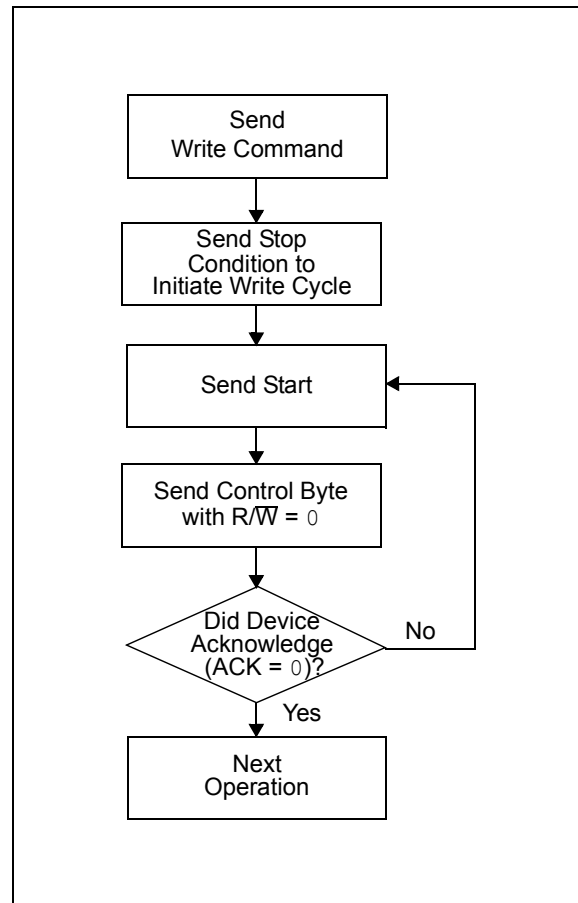 Send
Write Command
Send Stop
Condition to
Initiate Write Cycle
Send Start
Send Control Byte
with R/W̅ = 0
Did Device
Acknowledge
(ACK = 0)?
No
Yes
Next
Operation